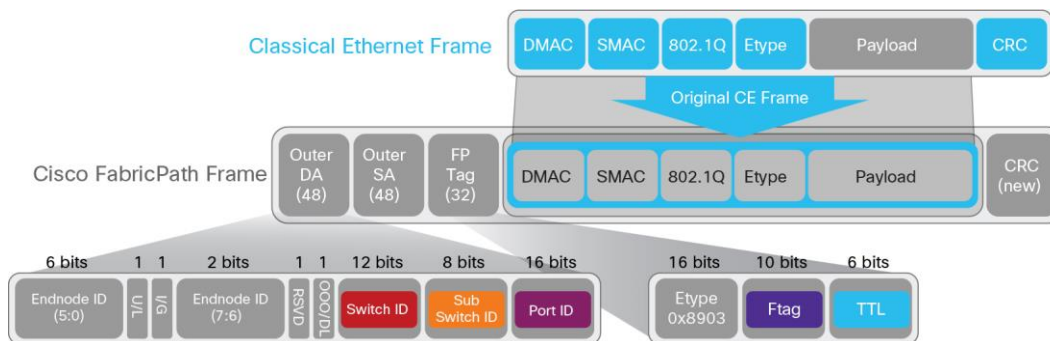 Classical Ethernet Frame
DMAC SMAC 802.1Q Etype Payload CRC
Original CE Frame
Cisco FabricPath Frame
Outer DA (48)
Outer SA (48)
FP Tag (32)
DMAC SMAC 802.1Q Etype Payload
CRC (new)
6 bits 1 1 2 bits 1 1 12 bits 8 bits 16 bits
Endnode ID (5:0)
U/L
I/G
Endnode ID (7:6)
RSVD
OOO/DL
Switch ID
Sub Switch ID
Port ID
16 bits 10 bits 6 bits
Etype 0x8903
Ftag
TTL